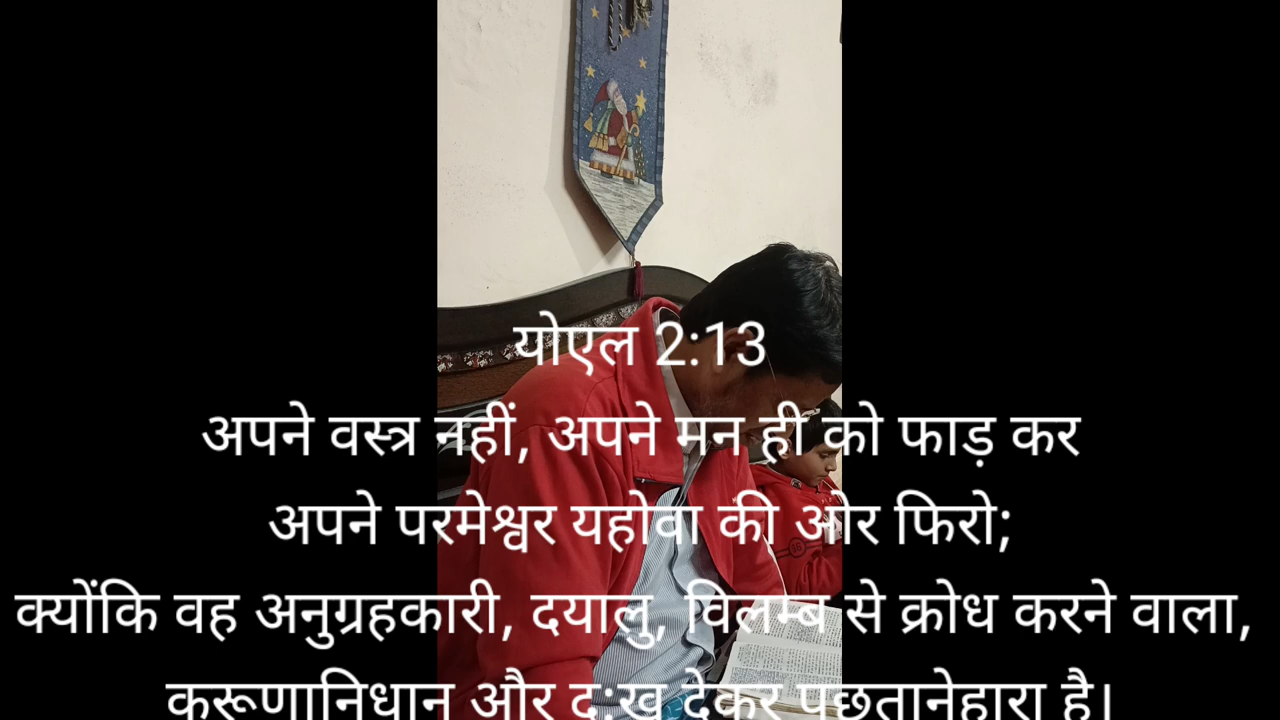 योएल 2:13
अपने वस्त्र नहीं, अपने मन ही को फाड़ कर
अपने परमेश्वर यहोवा की ओर फिरो;
क्योंकि वह अनुग्रहकारी, दयालु, विलम्ब से क्रोध करने वाला,
करूणानिधान और दु:ख देकर पछतानेहारा है।